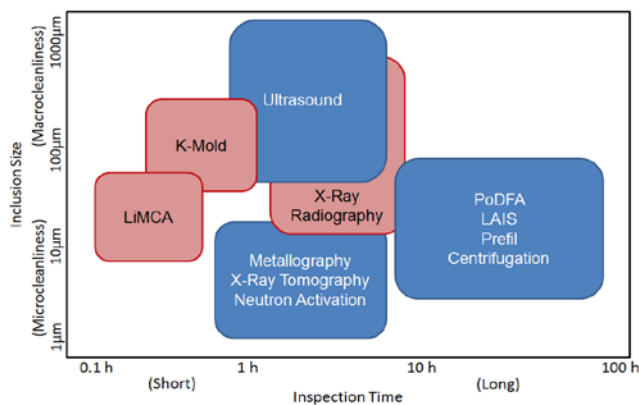 1000µm
(Macrocleanliness)
100µm
Inclusion Size
10µm
(Microcleanliness)
1µm
Ultrasound
K-Mold
X-Ray
Radiography
LiMCA
PoDFA
LAIS
Prefil
Centrifugation
Metallography
X-Ray Tomography
Neutron Activation
0.1 h
1 h
10 h
100 h
(Short)
(Long)
Inspection Time